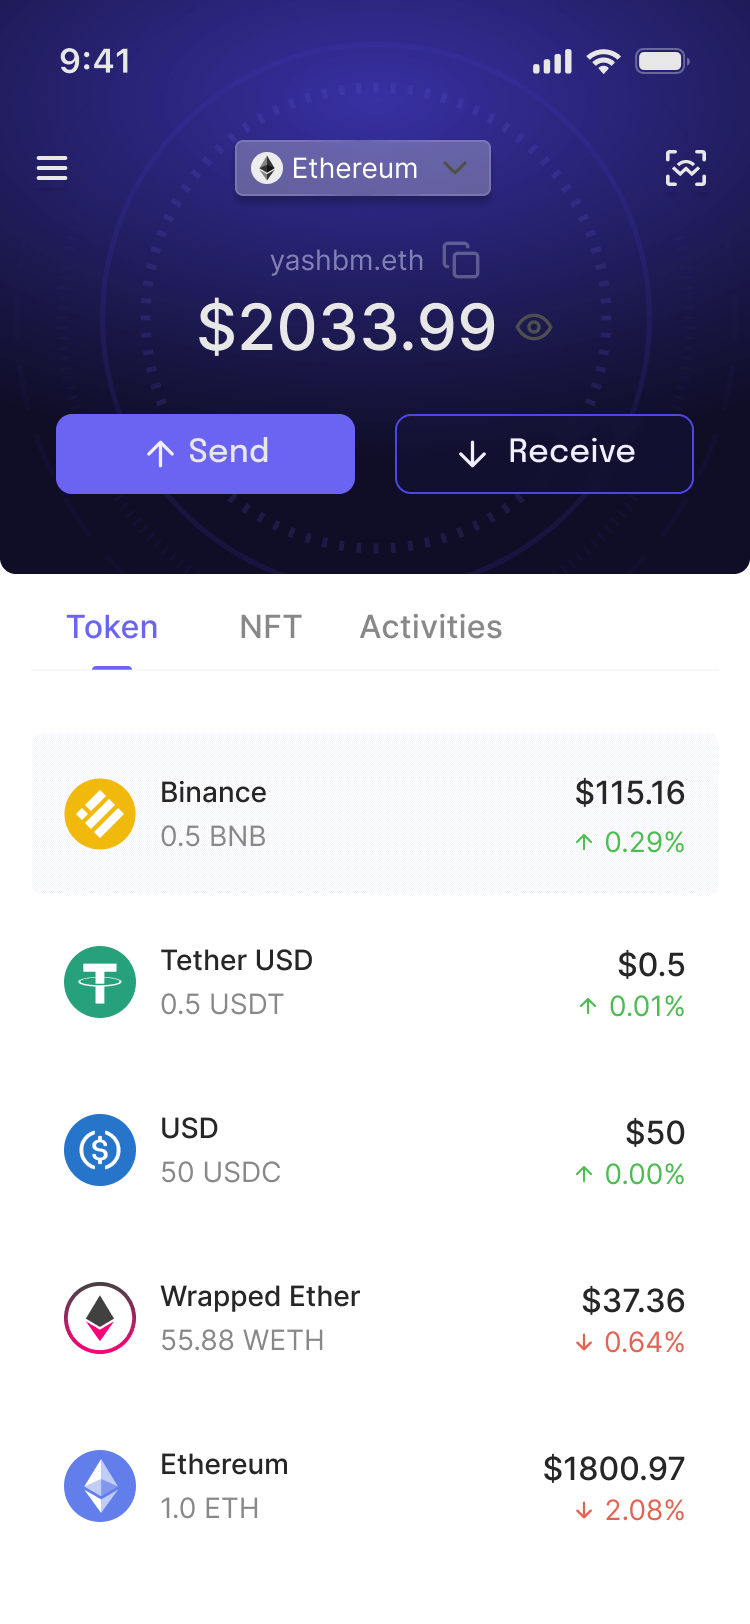 9:41
Ethereum
yashbm.eth
$2033.99
Send
Receive
Token NFT Activities
Binance $115.16
0.5 BNB 0.29%
Tether USD $0.5
0.5 USDT 0.01%
USD $50
50 USDC 0.00%
Wrapped Ether $37.36
55.88 WETH 0.64%
Ethereum $1800.97
1.0 ETH 2.08%